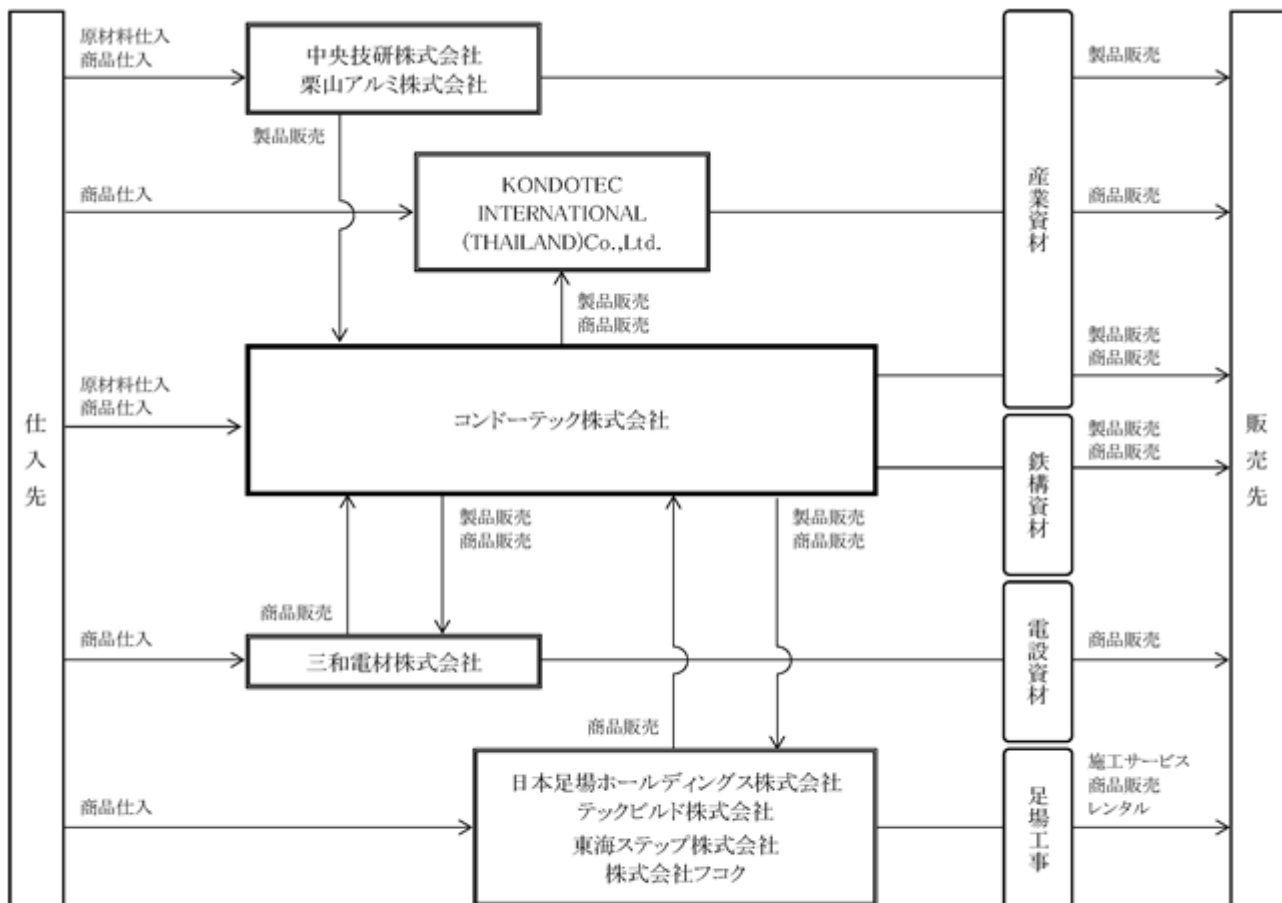 原材料仕入
商品仕入
中央技研株式会社
栗山アルミ株式会社
製品販売
製品販売
商品仕入
KONDOTEC
INTERNATIONAL
(THAILAND)Co.,Ltd.
産業資材
商品販売
製品販売
商品販売
製品販売
商品販売
仕入先
原材料仕入
商品仕入
コンドーテック株式会社
鉄構資材
製品販売
商品販売
販売先
製品販売
商品販売
製品販売
商品販売
商品販売
商品仕入
三和電材株式会社
電設資材
商品販売
商品販売
商品仕入
日本足場ホールディングス株式会社
テックビルド株式会社
東海ステップ株式会社
株式会社フコク
足場工事
施工サービス
商品販売
レンタル